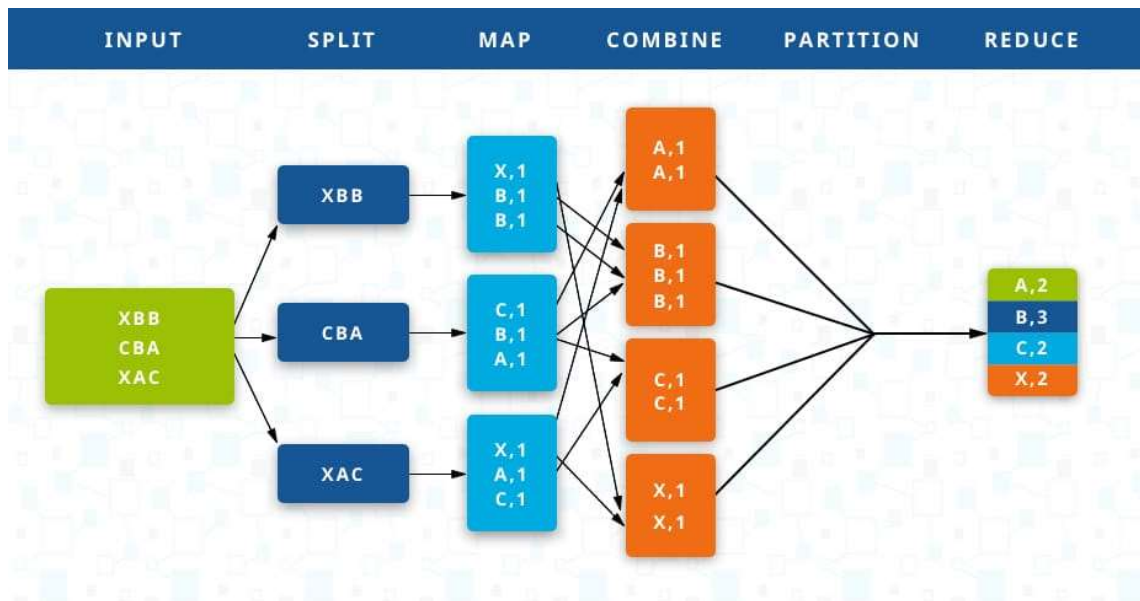 INPUT
SPLIT
MAP
COMBINE
PARTITION
REDUCE
XBB
CBA
XAC
XBB
CBA
XAC
X,1
B,1
B,1
C,1
B,1
A,1
X,1
A,1
C,1
A,1
A,1
B,1
B,1
B,1
C,1
C,1
X,1
X,1
A,2
B,3
C,2
X,2